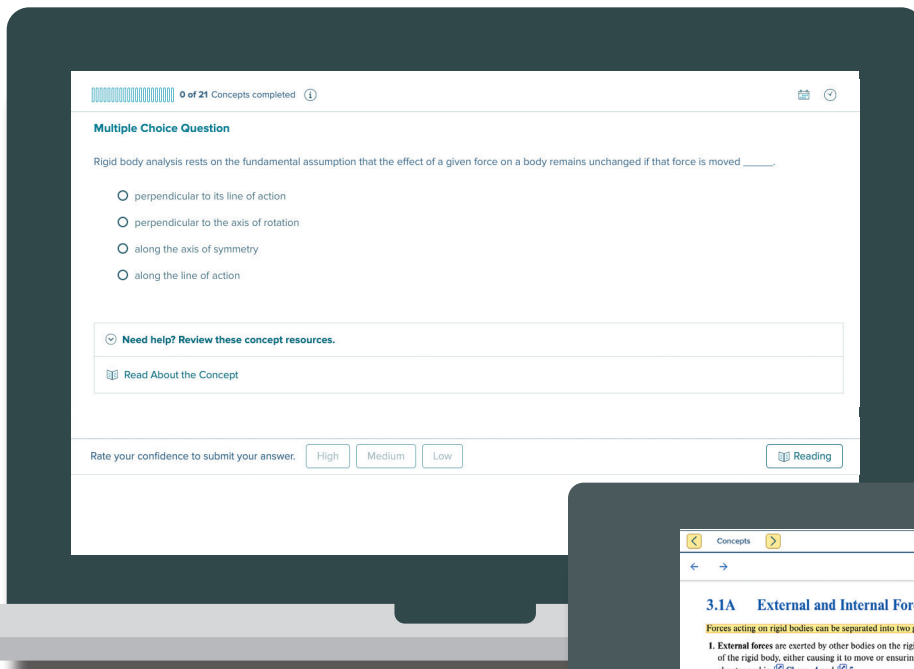 0 of 21 Concepts completed
Multiple Choice Question
Rigid body analysis rests on the fundamental assumption that the effect of a given force on a body remains unchanged if that force is moved _____.
perpendicular to its line of action
perpendicular to the axis of rotation
along the axis of symmetry
along the line of action
Need help? Review these concept resources.
Read About the Concept
Rate your confidence to submit your answer. High Medium Low Reading
Concepts
3.1A External and Internal For
Forces acting on rigid bodies can be separated into two
1. External forces are exerted by other bodies on the rig
of the rigid body, either causing it to move or ensurin